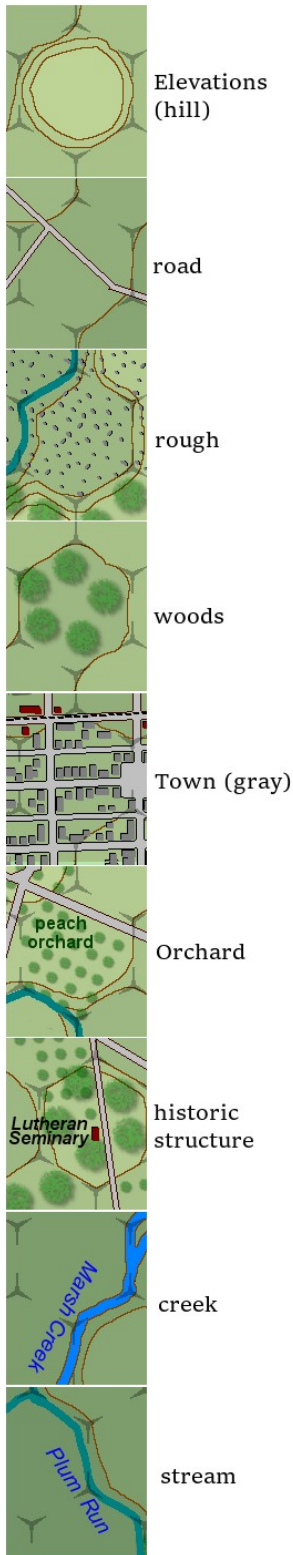 Elevations
(hill)
road
rough
woods
Town (gray)
peach
orchard
Orchard
Lutheran
Seminary
historic
structure
Marsh Creek
creek
Plum Run
stream